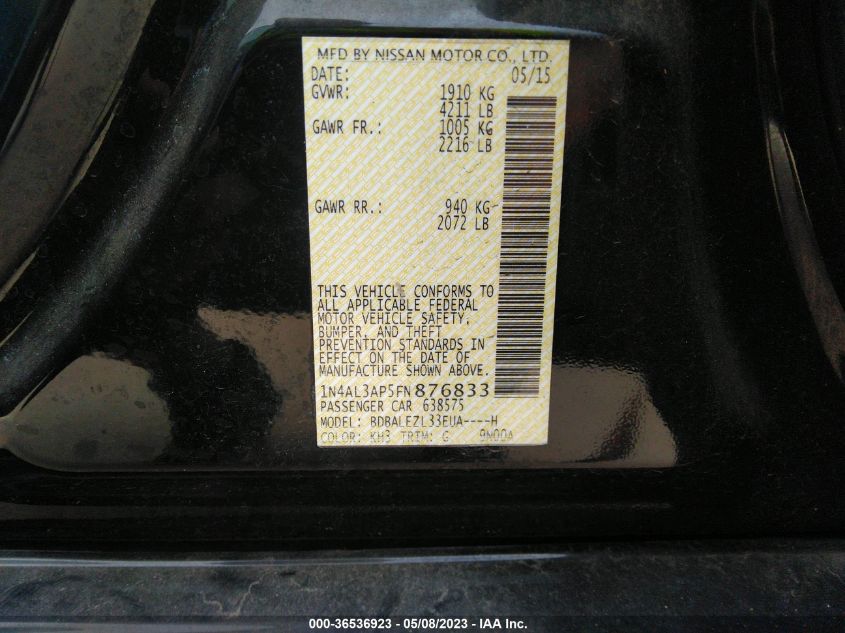 MFD BY NISSAN MOTOR CO., LTD.
DATE: 05/15
GVWR: 1910 KG
4211 LB
GAWR FR.: 1005 KG
2216 LB
GAWR RR.: 940 KG
2072 LB
THIS VEHICLE CONFORMS TO
ALL APPLICABLE FEDERAL
MOTOR VEHICLE SAFETY,
BUMPER, AND THEFT
PREVENTION STANDARDS IN
EFFECT ON THE DATE OF
MANUFACTURE SHOWN ABOVE.
1N4AL3AP5FN876833
PASSENGER CAR 638575
MODEL: BDBALEZL33EUA----H
COLOR: KH3 TRIM: G
000-36536923 - 05/08/2023 - IAA Inc.